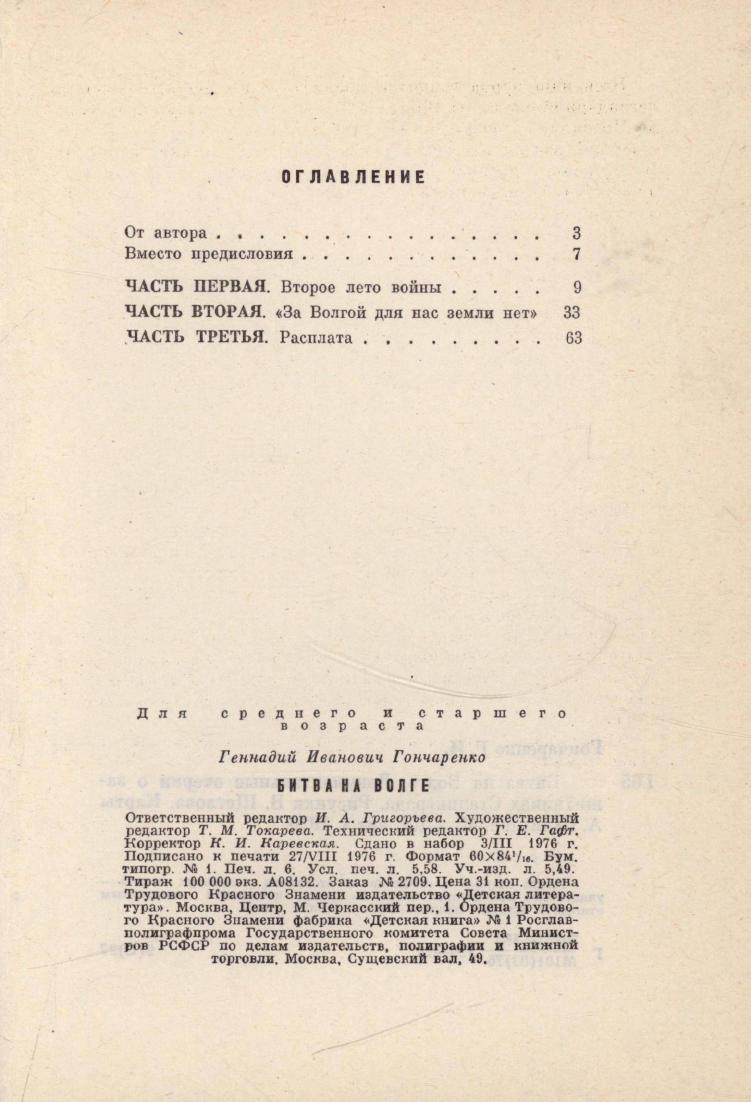 ОГЛАВЛЕНИЕ
От автора . . . . . . . . . . . . . . . . 3
Вместо предисловия . . . . . . . . . . . . 7
ЧАСТЬ ПЕРВАЯ. Второе лето войны . . . . . 9
ЧАСТЬ ВТОРАЯ. «За Волгой для нас земли нет» 33
ЧАСТЬ ТРЕТЬЯ. Расплата . . . . . . . . . 63
Для среднего и старшего
возраста
Геннадий Иванович Гончаренко
БИТВА НА ВОЛГЕ
Ответственный редактор И. А. Григорьева. Художественный
редактор Т. М. Токарева. Технический редактор Г. Е. Гафт.
Корректор К. И. Каревская. Сдано в набор 3/III 1976 г.
Подписано к печати 27/VIII 1976 г. Формат 60×84¹/₁₆. Бум.
типогр. № 1. Печ. л. 6. Усл. печ. л. 5,58. Уч.-изд. л. 5,49.
Тираж 100 000 экз. А08132. Заказ № 2709. Цена 31 коп. Ордена
Трудового Красного Знамени издательство «Детская литера-
тура». Москва, Центр, М. Черкасский пер., 1. Ордена Трудово-
го Красного Знамени фабрика «Детская книга» № 1 Росглав-
полиграфпрома Государственного комитета Совета Минист-
ров РСФСР по делам издательств, полиграфии и книжной
торговли. Москва, Сущевский вал, 49.